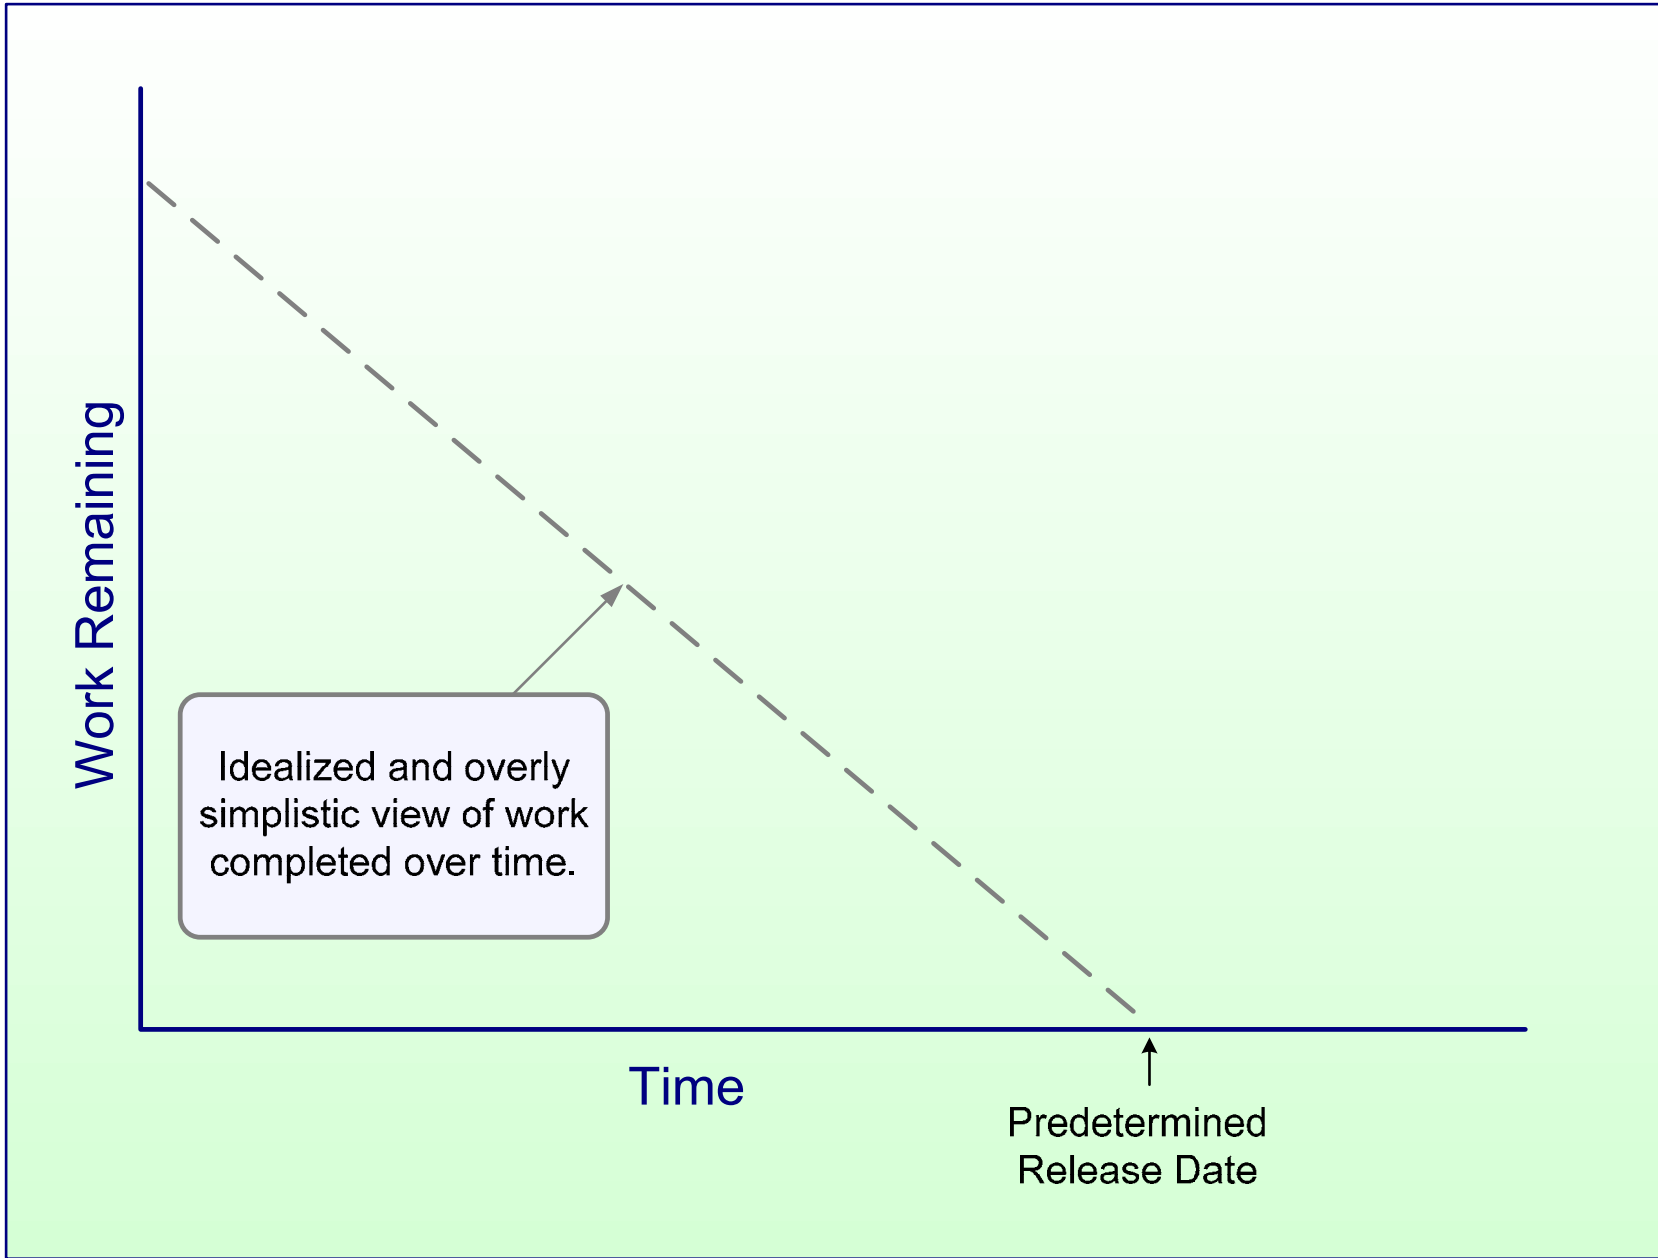 Work Remaining
Idealized and overly
simplistic view of work
completed over time.
Time
Predetermined
Release Date